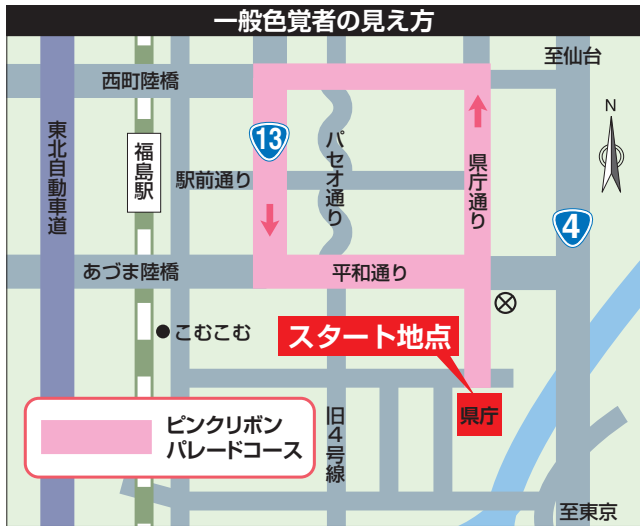 一般色覚者の見え方
至仙台
西町陸橋
N
13
東北自動車道
福島駅
駅前通り
パセオ通り
県庁通り
4
あづま陸橋
平和通り
こむこむ
スタート地点
県庁
ピンクリボン
パレードコース
旧4号線
至東京